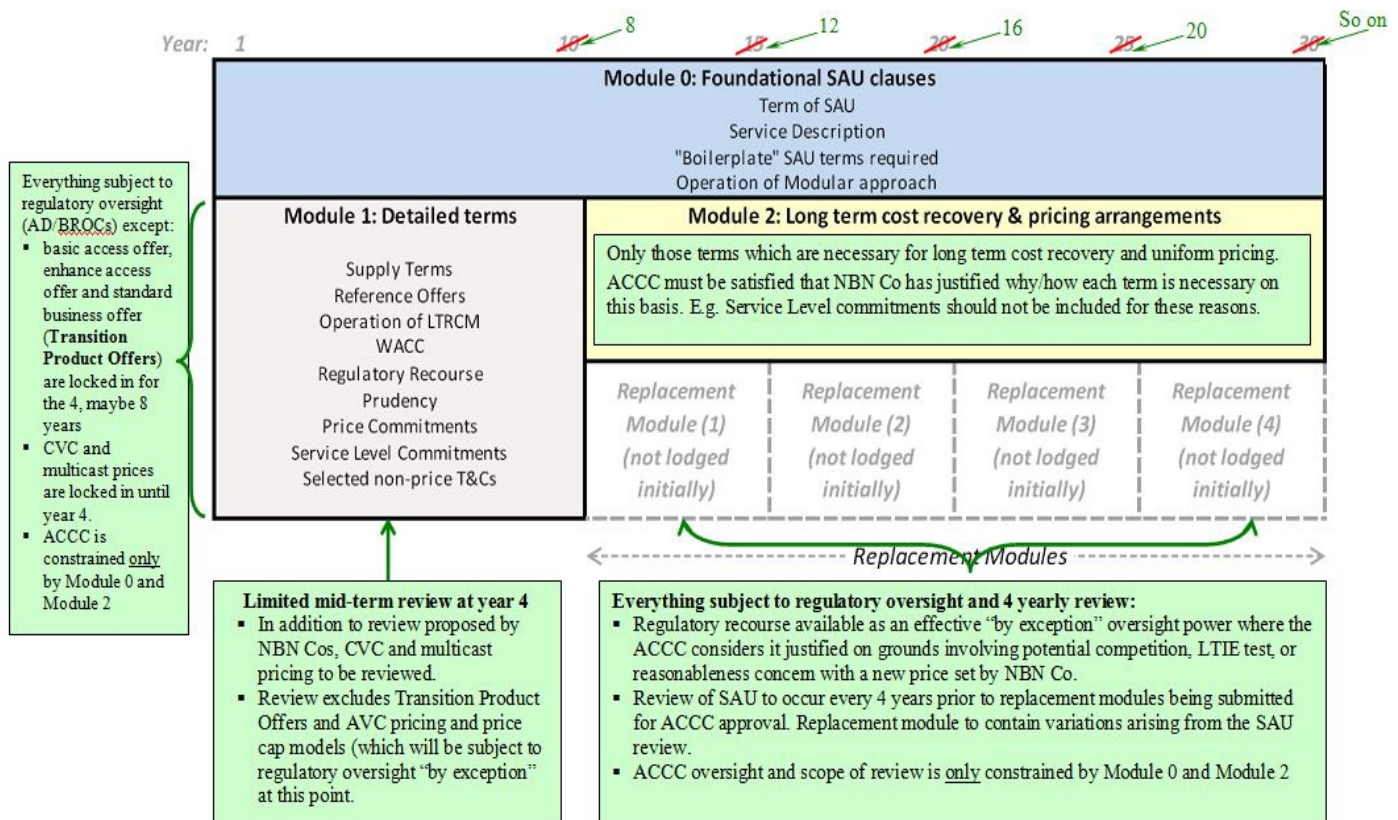 8
12
16
20
So on
Year: 1
10
15
20
25
30
Module 0: Foundational SAU clauses
Term of SAU
Service Description
"Boilerplate" SAU terms required
Operation of Modular approach
Everything subject to
regulatory oversight
(AD/BROCs) except:
▪ basic access offer,
enhance access
offer and standard
business offer
(Transition
Product Offers)
are locked in for
the 4, maybe 8
years
▪ CVC and
multicast prices
are locked in until
year 4.
▪ ACCC is
constrained only
by Module 0 and
Module 2
Module 1: Detailed terms
Supply Terms
Reference Offers
Operation of LTRCM
WACC
Regulatory Recourse
Prudency
Price Commitments
Service Level Commitments
Selected non-price T&Cs
Module 2: Long term cost recovery & pricing arrangements
Only those terms which are necessary for long term cost recovery and uniform pricing.
ACCC must be satisfied that NBN Co has justified why/how each term is necessary on
this basis. E.g. Service Level commitments should not be included for these reasons.
Replacement
Module (1)
(not lodged
initially)
Replacement
Module (2)
(not lodged
initially)
Replacement
Module (3)
(not lodged
initially)
Replacement
Module (4)
(not lodged
initially)
Replacement Modules
Limited mid-term review at year 4
▪ In addition to review proposed by
NBN Cos, CVC and multicast
pricing to be reviewed.
▪ Review excludes Transition Product
Offers and AVC pricing and price
cap models (which will be subject to
regulatory oversight “by exception”
at this point.
Everything subject to regulatory oversight and 4 yearly review:
▪ Regulatory recourse available as an effective “by exception” oversight power where the
ACCC considers it justified on grounds involving potential competition, LTIE test, or
reasonableness concern with a new price set by NBN Co.
▪ Review of SAU to occur every 4 years prior to replacement modules being submitted
for ACCC approval. Replacement module to contain variations arising from the SAU
review.
▪ ACCC oversight and scope of review is only constrained by Module 0 and Module 2